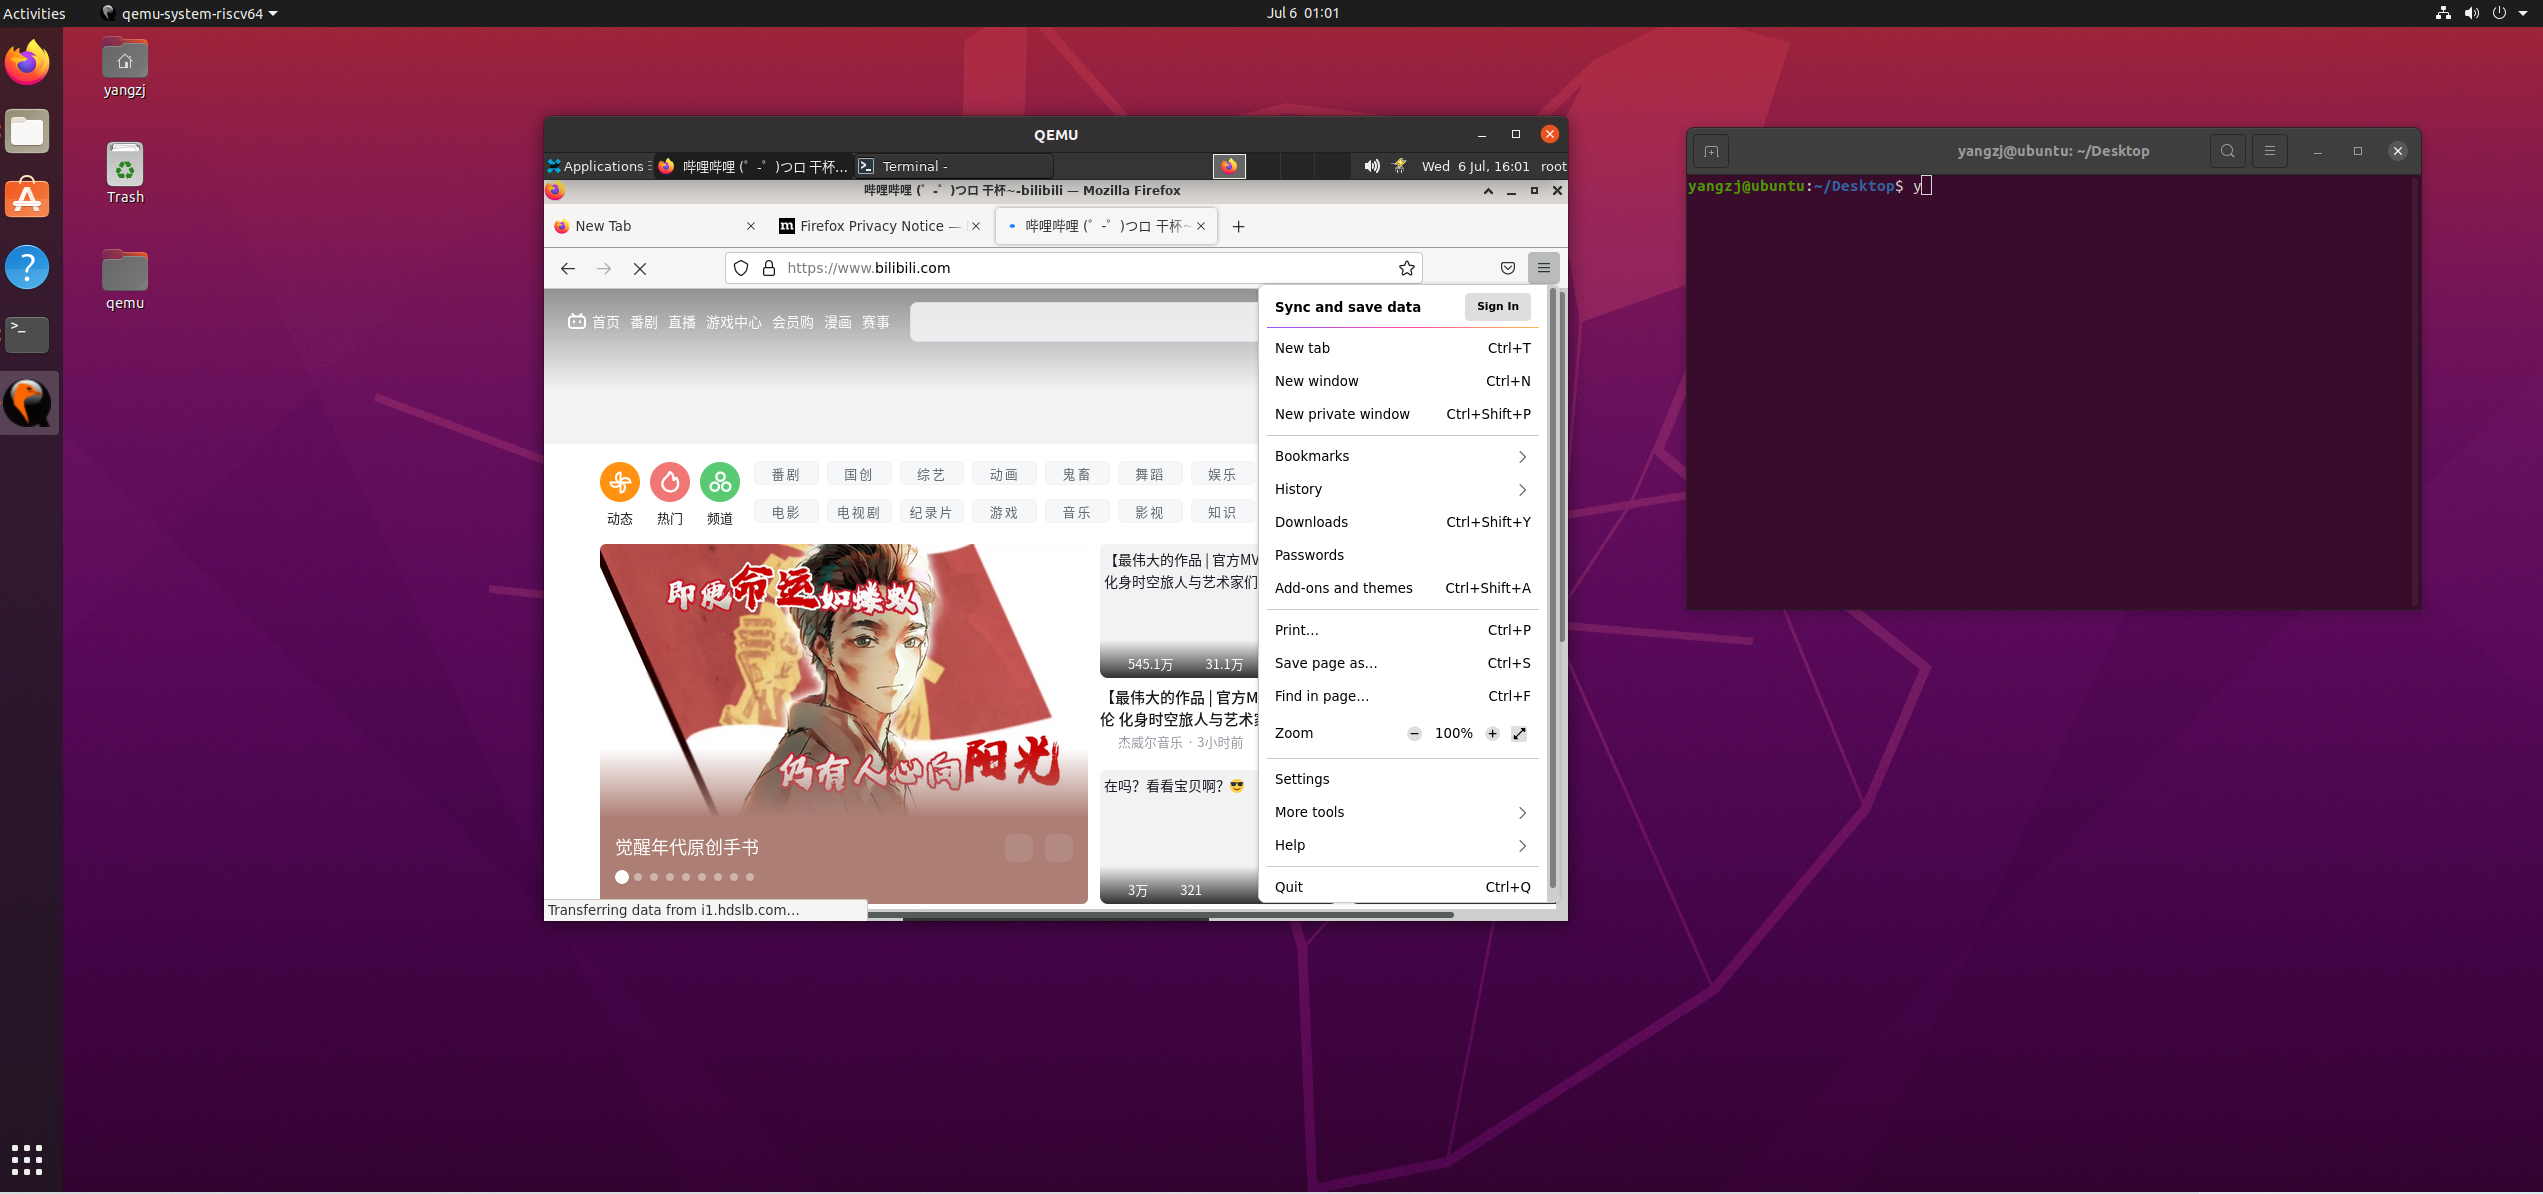 Activities
qemu-system-riscv64
Jul 6 01:01
yangzj
Trash
qemu
QEMU
Applications
哔哩哔哩 (゜-゜)つロ 干杯...
Terminal -
Wed 6 Jul, 16:01 root
哔哩哔哩 (゜-゜)つロ 干杯~-bilibili — Mozilla Firefox
New Tab
Firefox Privacy Notice —
哔哩哔哩 (゜-゜)つロ 干杯~
https://www.bilibili.com
首页 番剧 直播 游戏中心 会员购 漫画 赛事
番剧 国创 综艺 动画 鬼畜 舞蹈 娱乐
动态 热门 频道
电影 电视剧 纪录片 游戏 音乐 影视 知识
即便命运如蝼蚁
仍有人心向阳光
觉醒年代原创手书
【最伟大的作品 | 官方MV
化身时空旅人与艺术家们
545.1万 31.1万
【最伟大的作品 | 官方M
伦 化身时空旅人与艺术
杰威尔音乐 · 3小时前
在吗？看看宝贝啊？😎
3万 321
Transferring data from i1.hdslb.com…
Sync and save data Sign In
New tab Ctrl+T
New window Ctrl+N
New private window Ctrl+Shift+P
Bookmarks
History
Downloads Ctrl+Shift+Y
Passwords
Add-ons and themes Ctrl+Shift+A
Print… Ctrl+P
Save page as… Ctrl+S
Find in page… Ctrl+F
Zoom 100%
Settings
More tools
Help
Quit Ctrl+Q
yangzj@ubuntu: ~/Desktop
yangzj@ubuntu:~/Desktop$ y